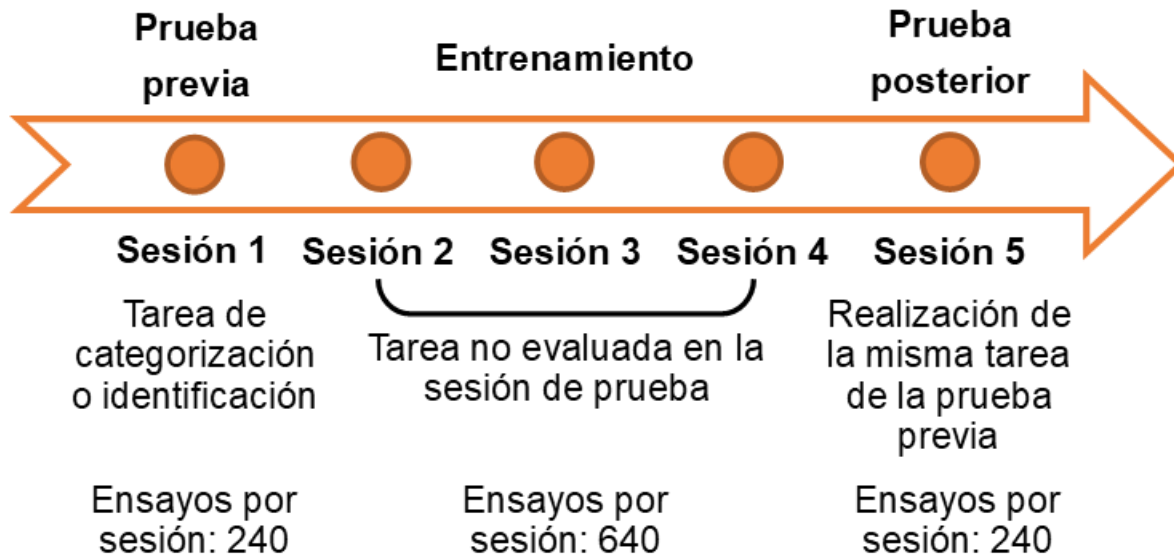 Prueba
previa
Entrenamiento
Prueba
posterior
Sesión 1
Sesión 2
Sesión 3
Sesión 4
Sesión 5
Tarea de
categorización
o identificación
Tarea no evaluada en la
sesión de prueba
Realización de
la misma tarea
de la prueba
previa
Ensayos por
sesión: 240
Ensayos por
sesión: 640
Ensayos por
sesión: 240